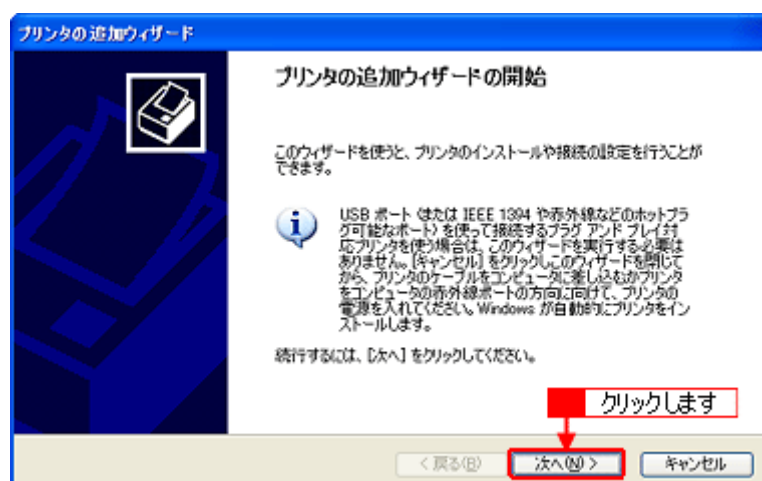 プリンタの追加ウィザード
プリンタの追加ウィザードの開始
このウィザードを使うと、プリンタのインストールや接続の設定を行うことが
できます。
USB ポート (または IEEE 1394 や赤外線などのホットプラ
グ可能なポート) を使って接続するプラグ アンド プレイ対
応プリンタを使う場合は、このウィザードを実行する必要は
ありません。[キャンセル] をクリックしこのウィザードを閉じて
から、プリンタのケーブルをコンピュータに差し込むかプリンタ
をコンピュータの赤外線ポートの方向に向けて、プリンタの
電源を入れてください。Windows が自動的にプリンタをイン
ストールします。
続行するには、[次へ] をクリックしてください。
クリックします
< 戻る(B)
次へ(N) >
キャンセル